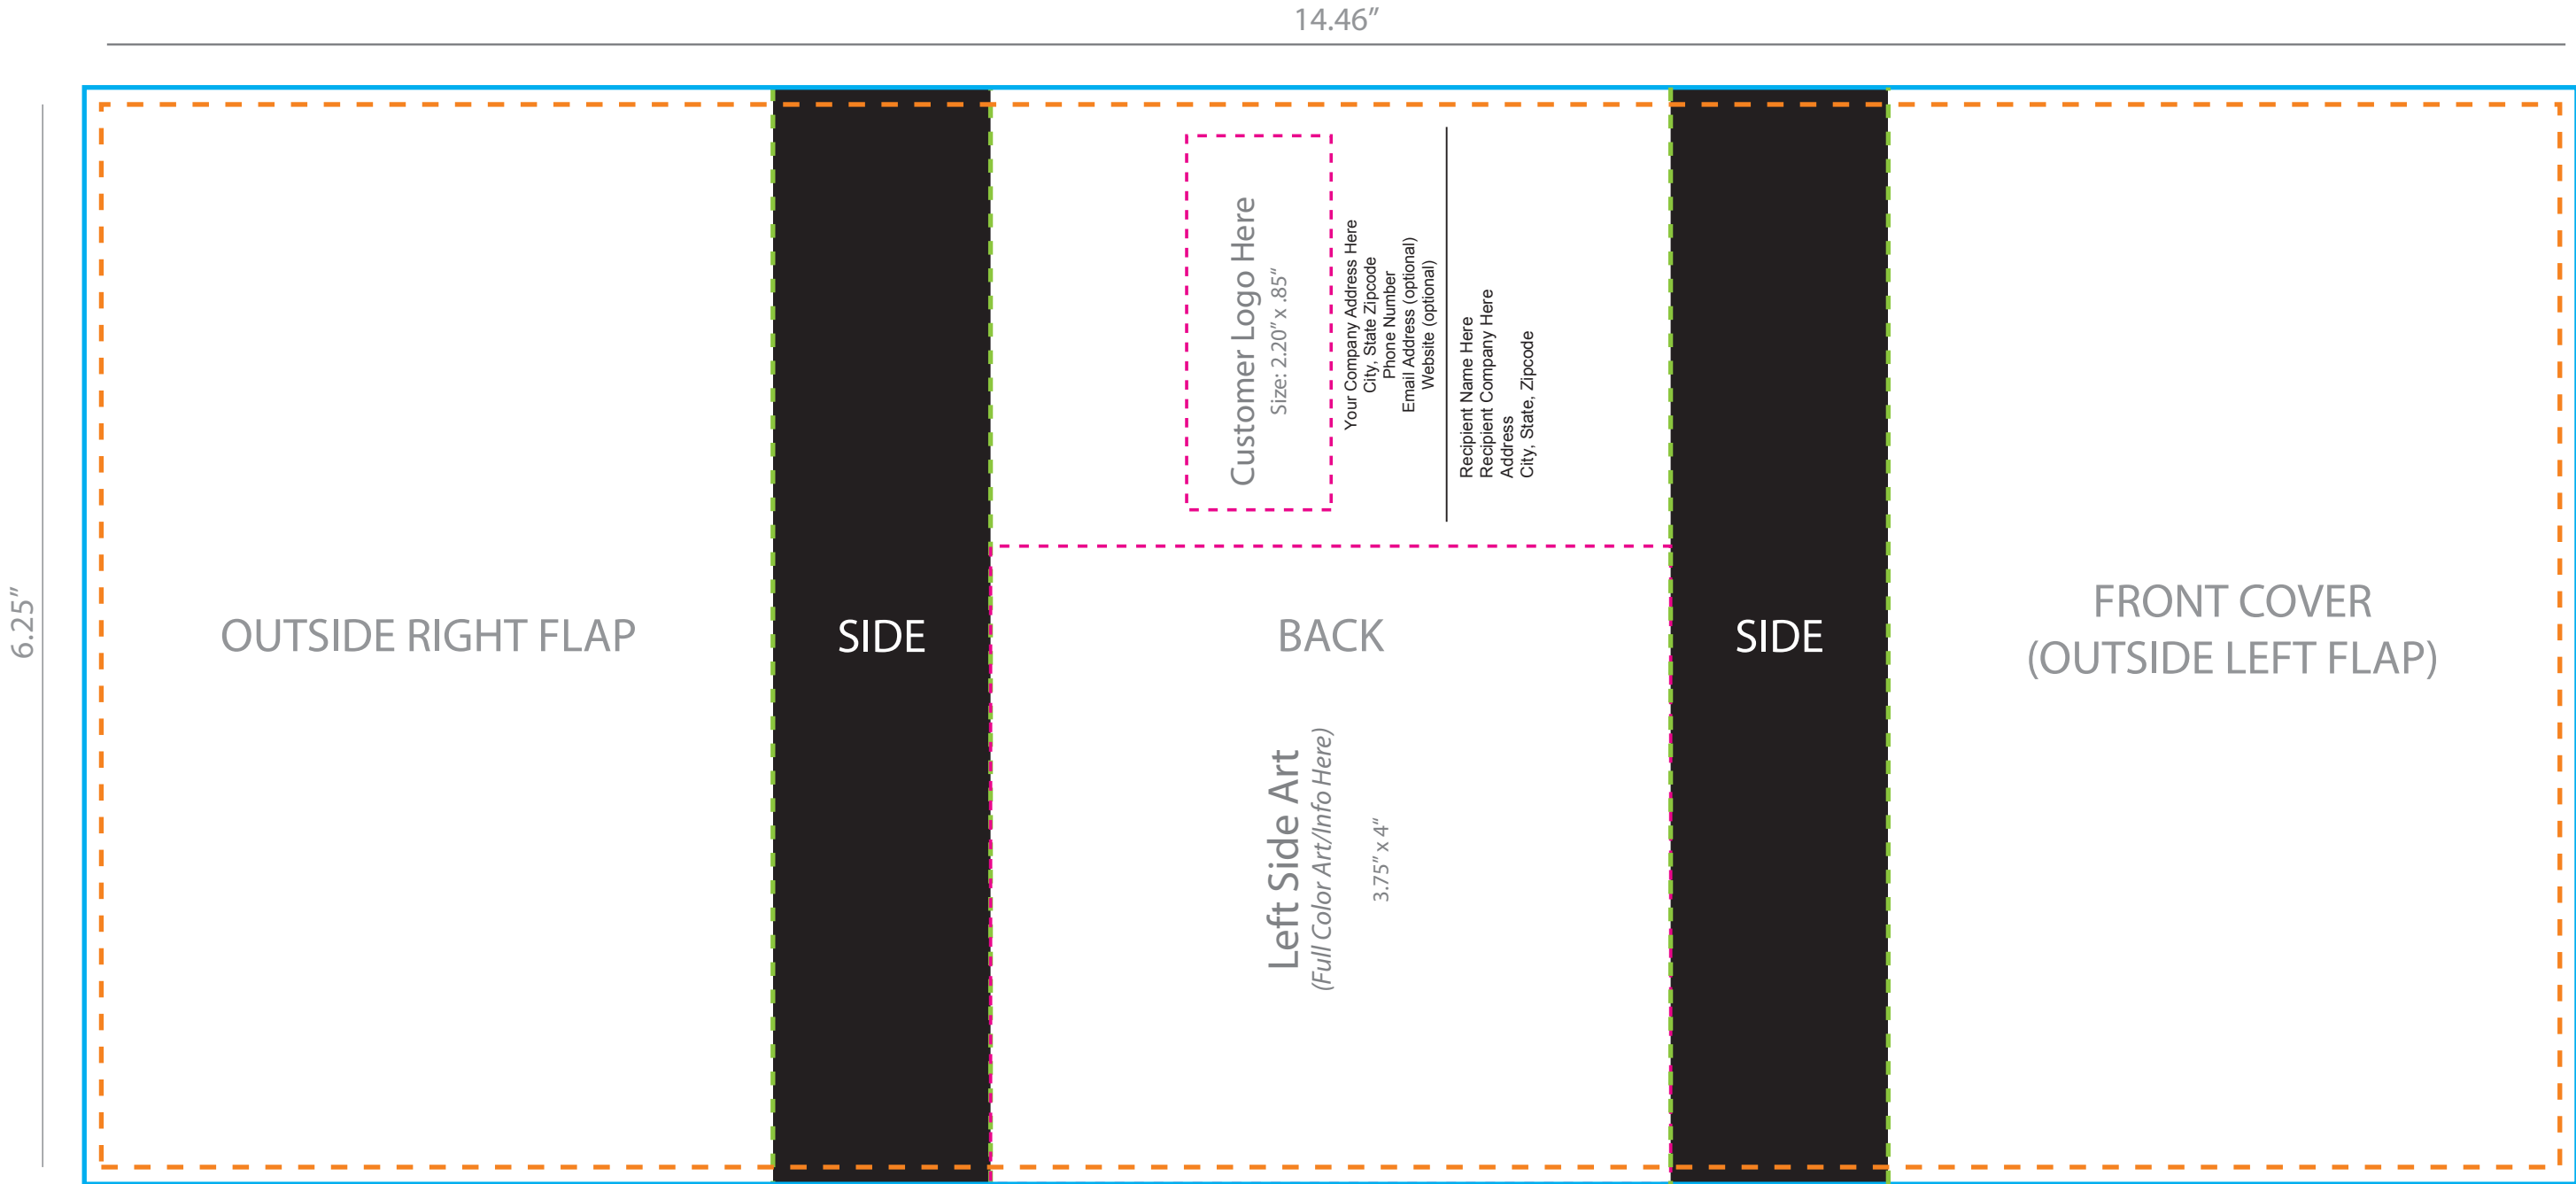 14.46”
6.25”
OUTSIDE RIGHT FLAP
SIDE
Customer Logo Here
Size: 2.20” x .85“
Your Company Address Here
City, State Zipcode
Phone Number
Email Address (optional)
Website (optional)
Recipient Name Here
Recipient Company Here
Address
City, State, Zipcode
BACK
Left Side Art
(Full Color Art/Info Here)
3.75” x 4“
SIDE
FRONT COVER
(OUTSIDE LEFT FLAP)